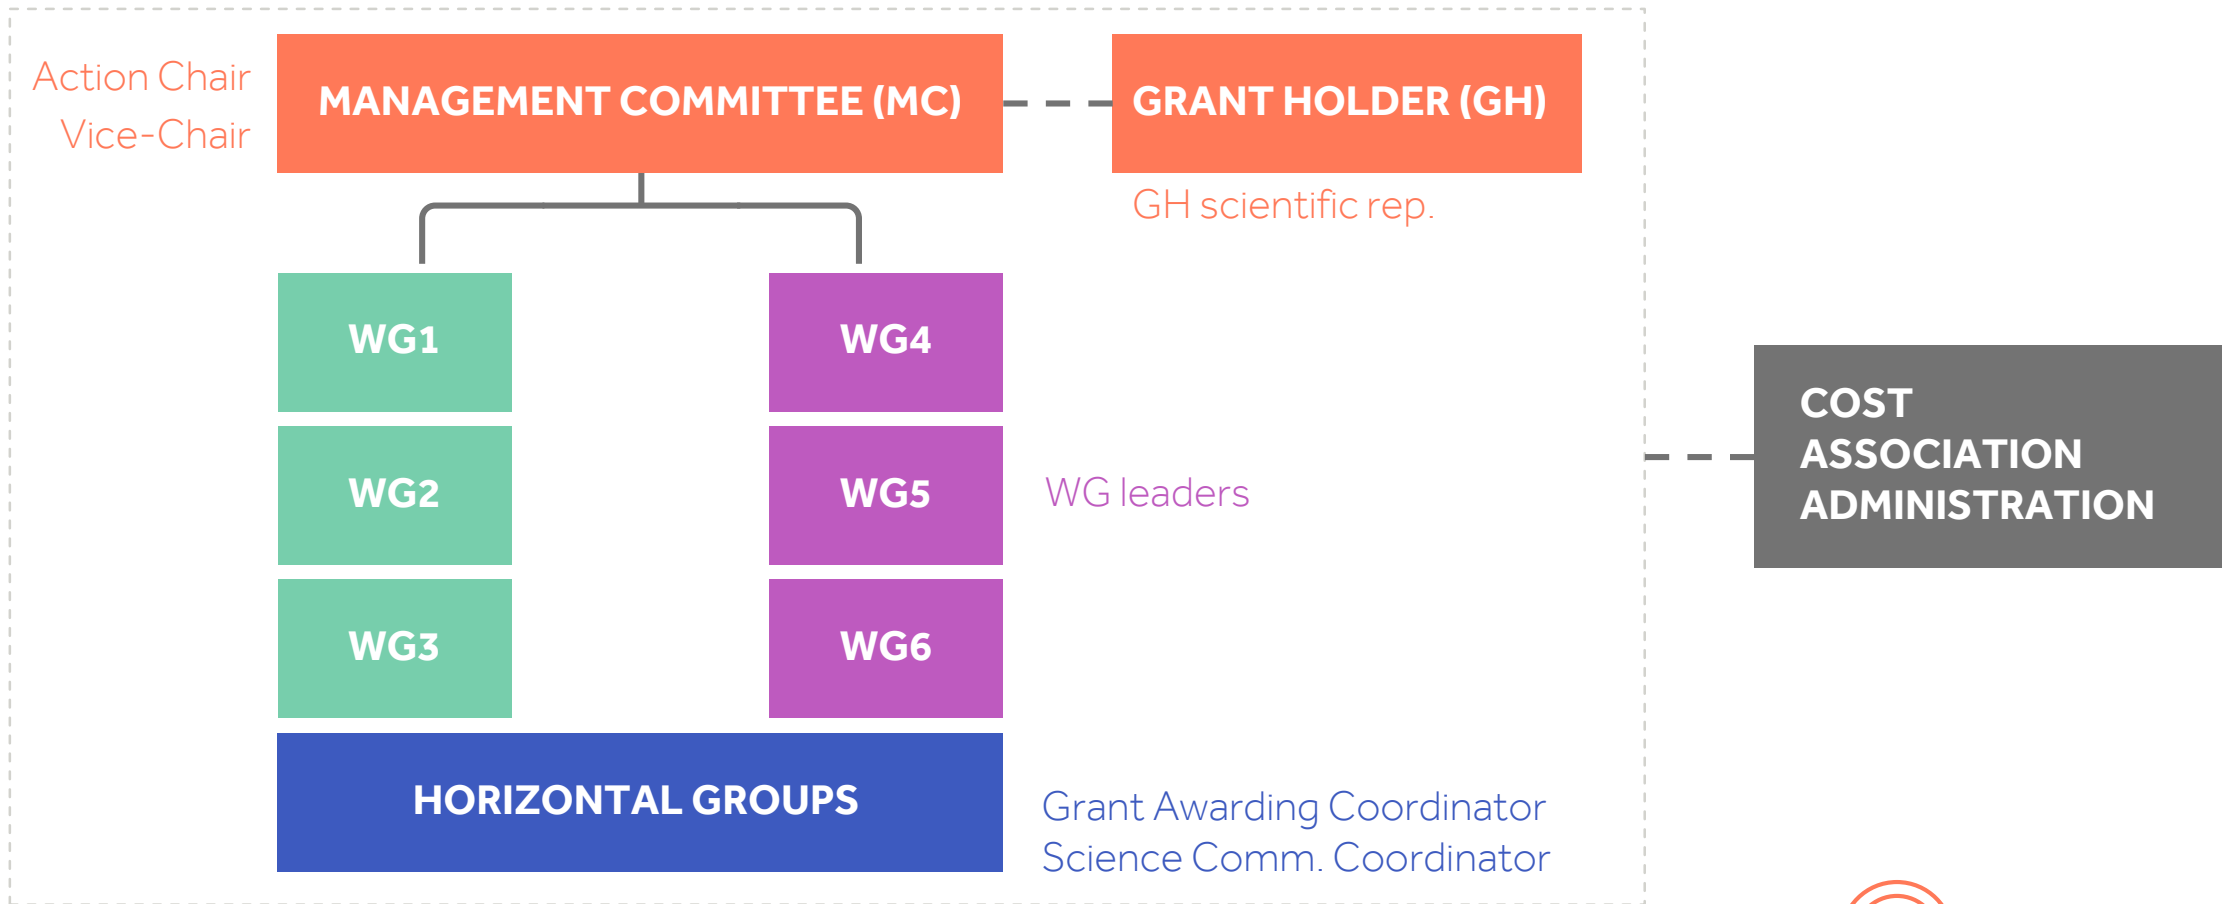 Action Chair
Vice-Chair
MANAGEMENT COMMITTEE (MC)
GRANT HOLDER (GH)
GH scientific rep.
WG1
WG4
WG2
WG5
WG leaders
WG3
WG6
HORIZONTAL GROUPS
Grant Awarding Coordinator
Science Comm. Coordinator
COST
ASSOCIATION
ADMINISTRATION